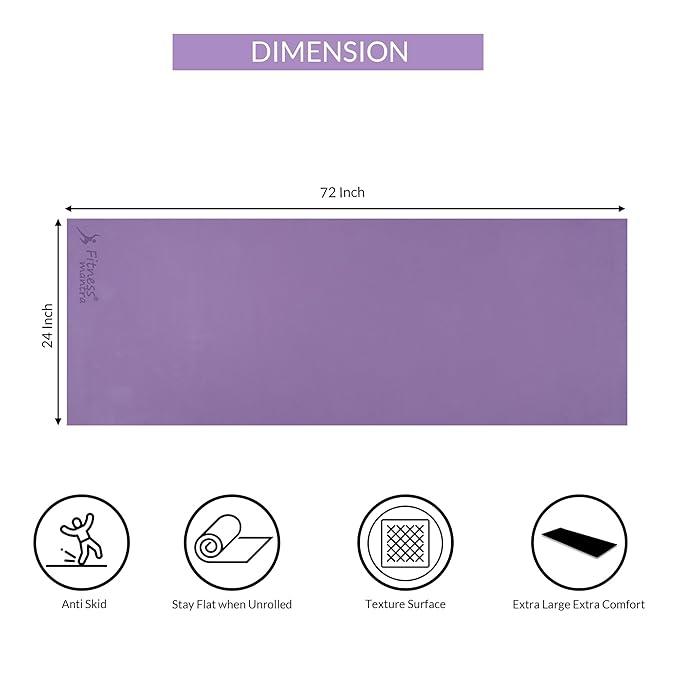 DIMENSION
72 Inch
24 Inch
Fitness®
mantra
Anti Skid
Stay Flat when Unrolled
Texture Surface
Extra Large Extra Comfort